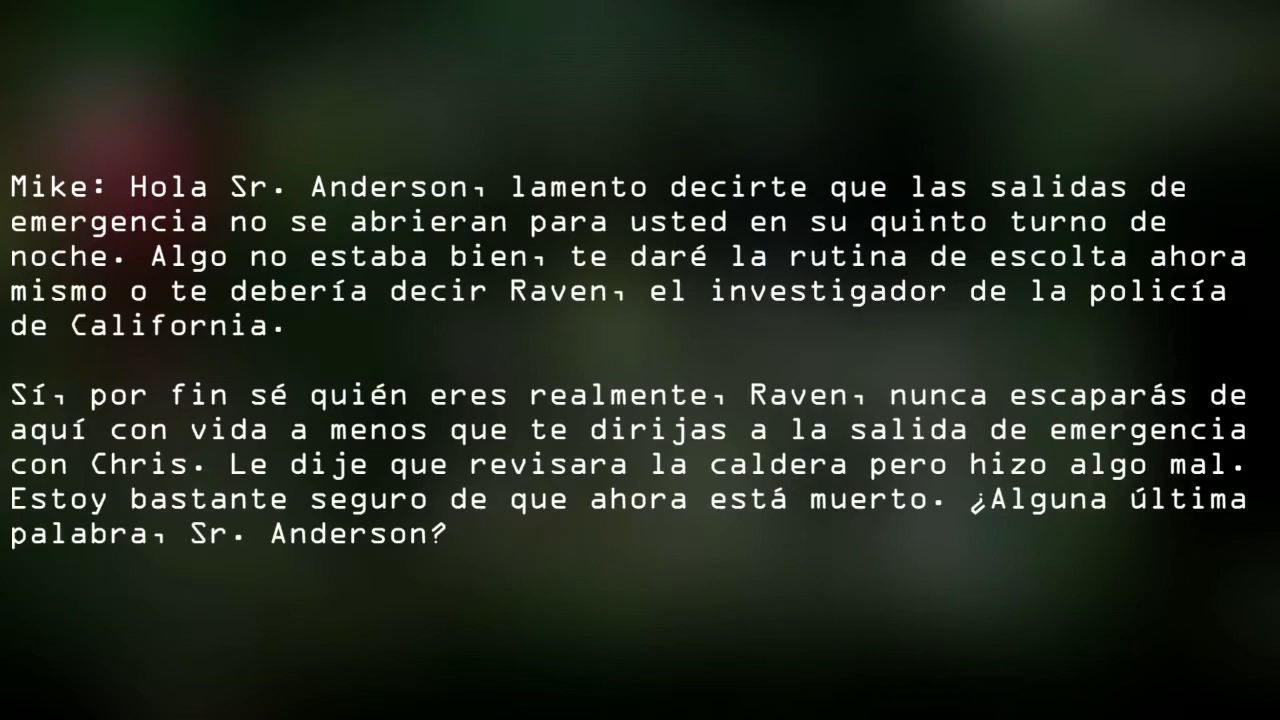 Mike: Hola Sr. Anderson, lamento decirte que las salidas de
emergencia no se abrieran para usted en su quinto turno de
noche. Algo no estaba bien, te daré la rutina de escolta ahora
mismo o te debería decir Raven, el investigador de la policía
de California.
Sí, por fin sé quién eres realmente, Raven, nunca escaparás de
aquí con vida a menos que te dirijas a la salida de emergencia
con Chris. Le dije que revisara la caldera pero hizo algo mal.
Estoy bastante seguro de que ahora está muerto. ¿Alguna última
palabra, Sr. Anderson?